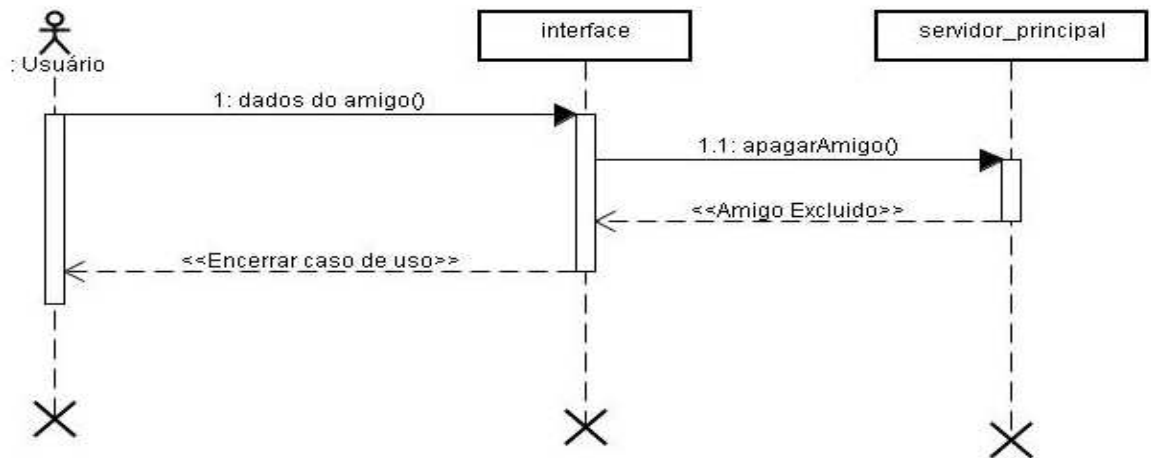 interface
servidor_principal
: Usuário
1: dados do amigo()
1.1: apagarAmigo()
<<Amigo Excluido>>
<<Encerrar caso de uso>>